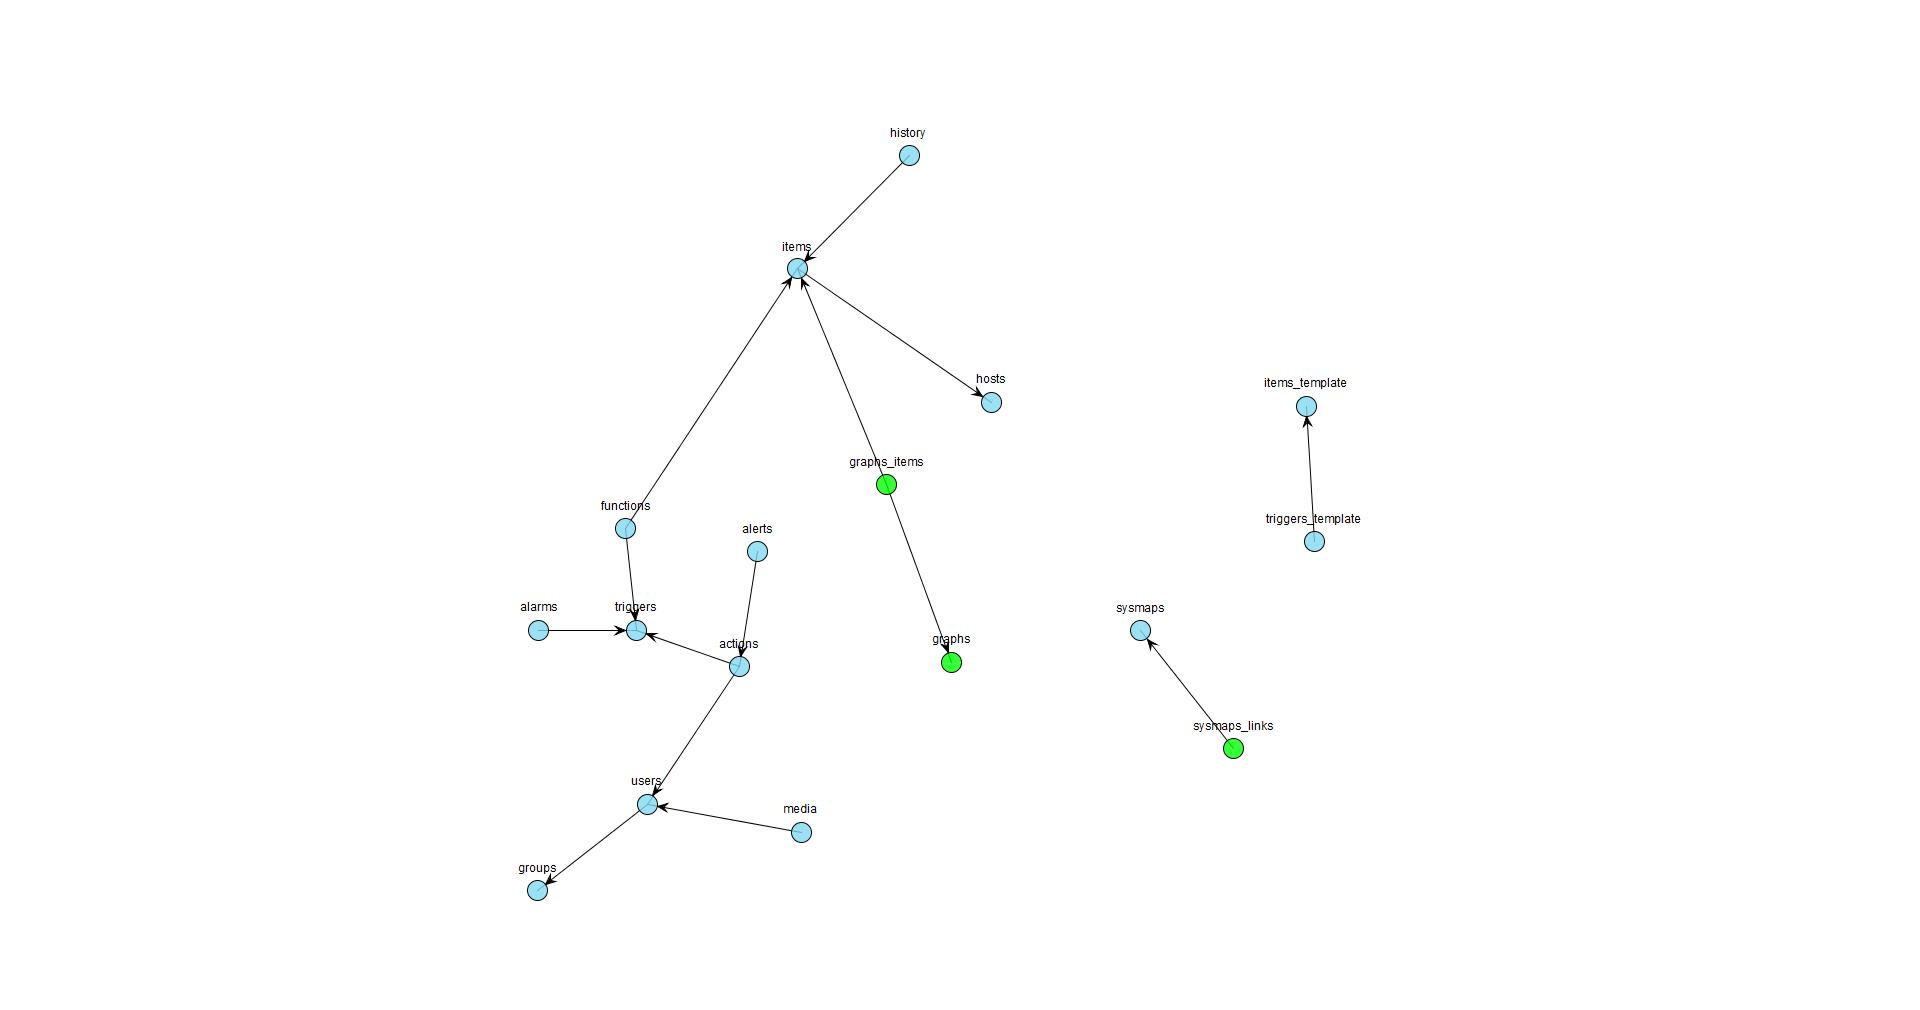 history
items
hosts
items_template
graphs_items
functions
triggers_template
alerts
alarms
triggers
sysmaps
graphs
actions
sysmaps_links
users
media
groups